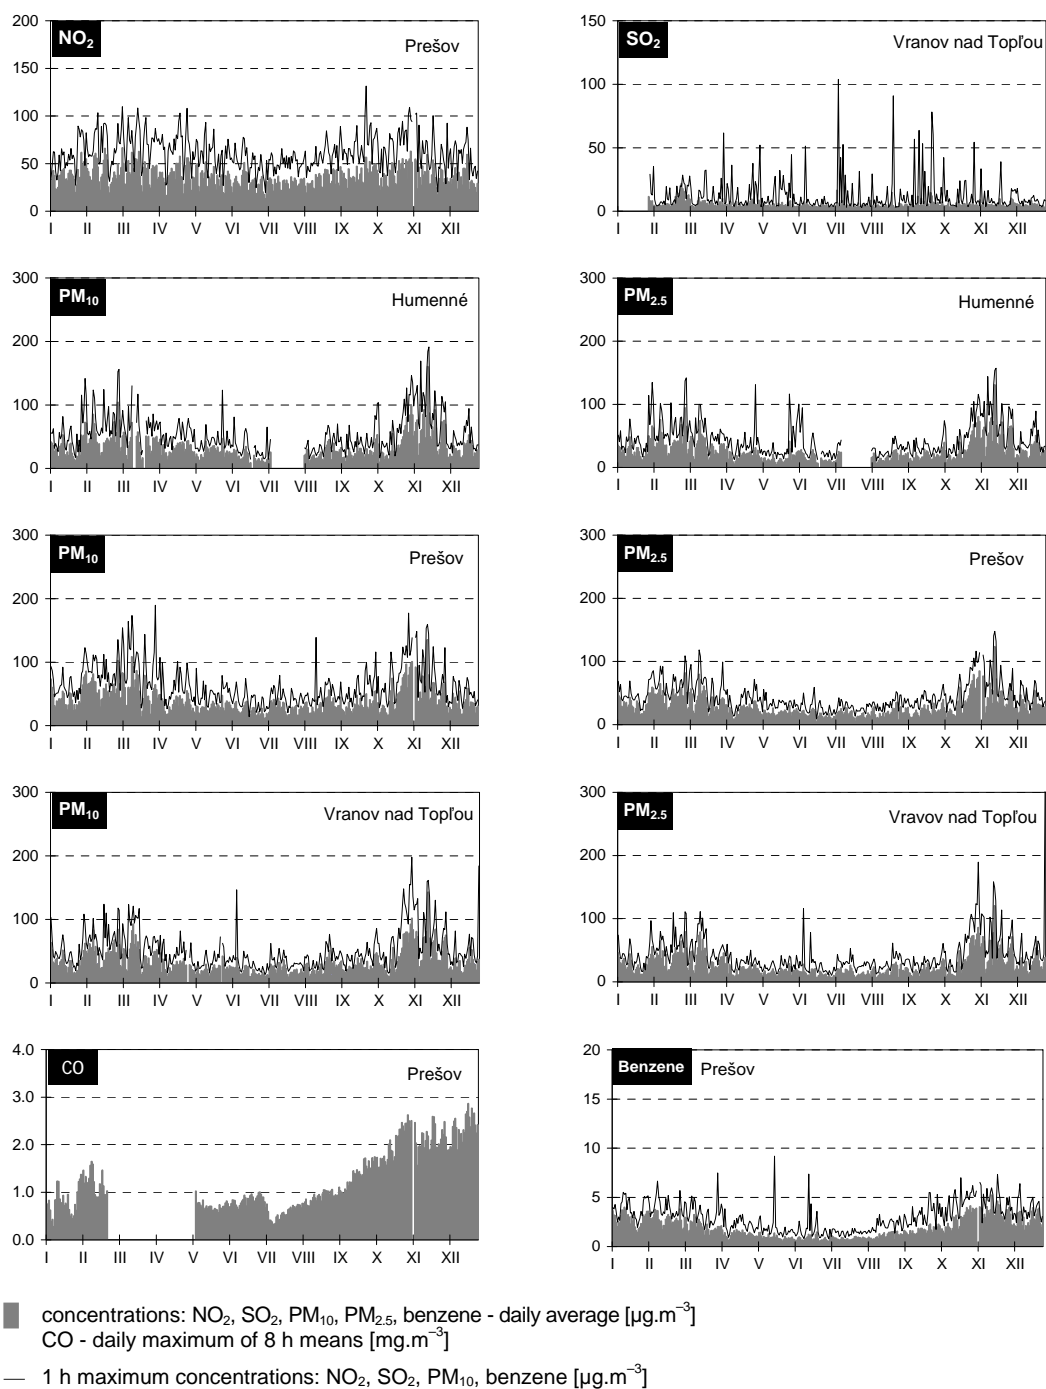 NO₂ Prešov
200
150
100
50
0
I II III IV V VI VII VIII IX X XI XII
SO₂ Vranov nad Topľou
150
100
50
0
I II III IV V VI VII VIII IX X XI XII
PM₁₀ Humenné
300
200
100
0
I II III IV V VI VII VIII IX X XI XII
PM₂.₅ Humenné
300
200
100
0
I II III IV V VI VII VIII IX X XI XII
PM₁₀ Prešov
300
200
100
0
I II III IV V VI VII VIII IX X XI XII
PM₂.₅ Prešov
300
200
100
0
I II III IV V VI VII VIII IX X XI XII
PM₁₀ Vranov nad Topľou
300
200
100
0
I II III IV V VI VII VIII IX X XI XII
PM₂.₅ Vravov nad Topľou
300
200
100
0
I II III IV V VI VII VIII IX X XI XII
CO Prešov
4.0
3.0
2.0
1.0
0.0
I II III IV V VI VII VIII IX X XI XII
Benzene Prešov
20
15
10
5
0
I II III IV V VI VII VIII IX X XI XII
concentrations: NO₂, SO₂, PM₁₀, PM₂.₅, benzene - daily average [µg.m⁻³]
CO - daily maximum of 8 h means [mg.m⁻³]
1 h maximum concentrations: NO₂, SO₂, PM₁₀, benzene [µg.m⁻³]